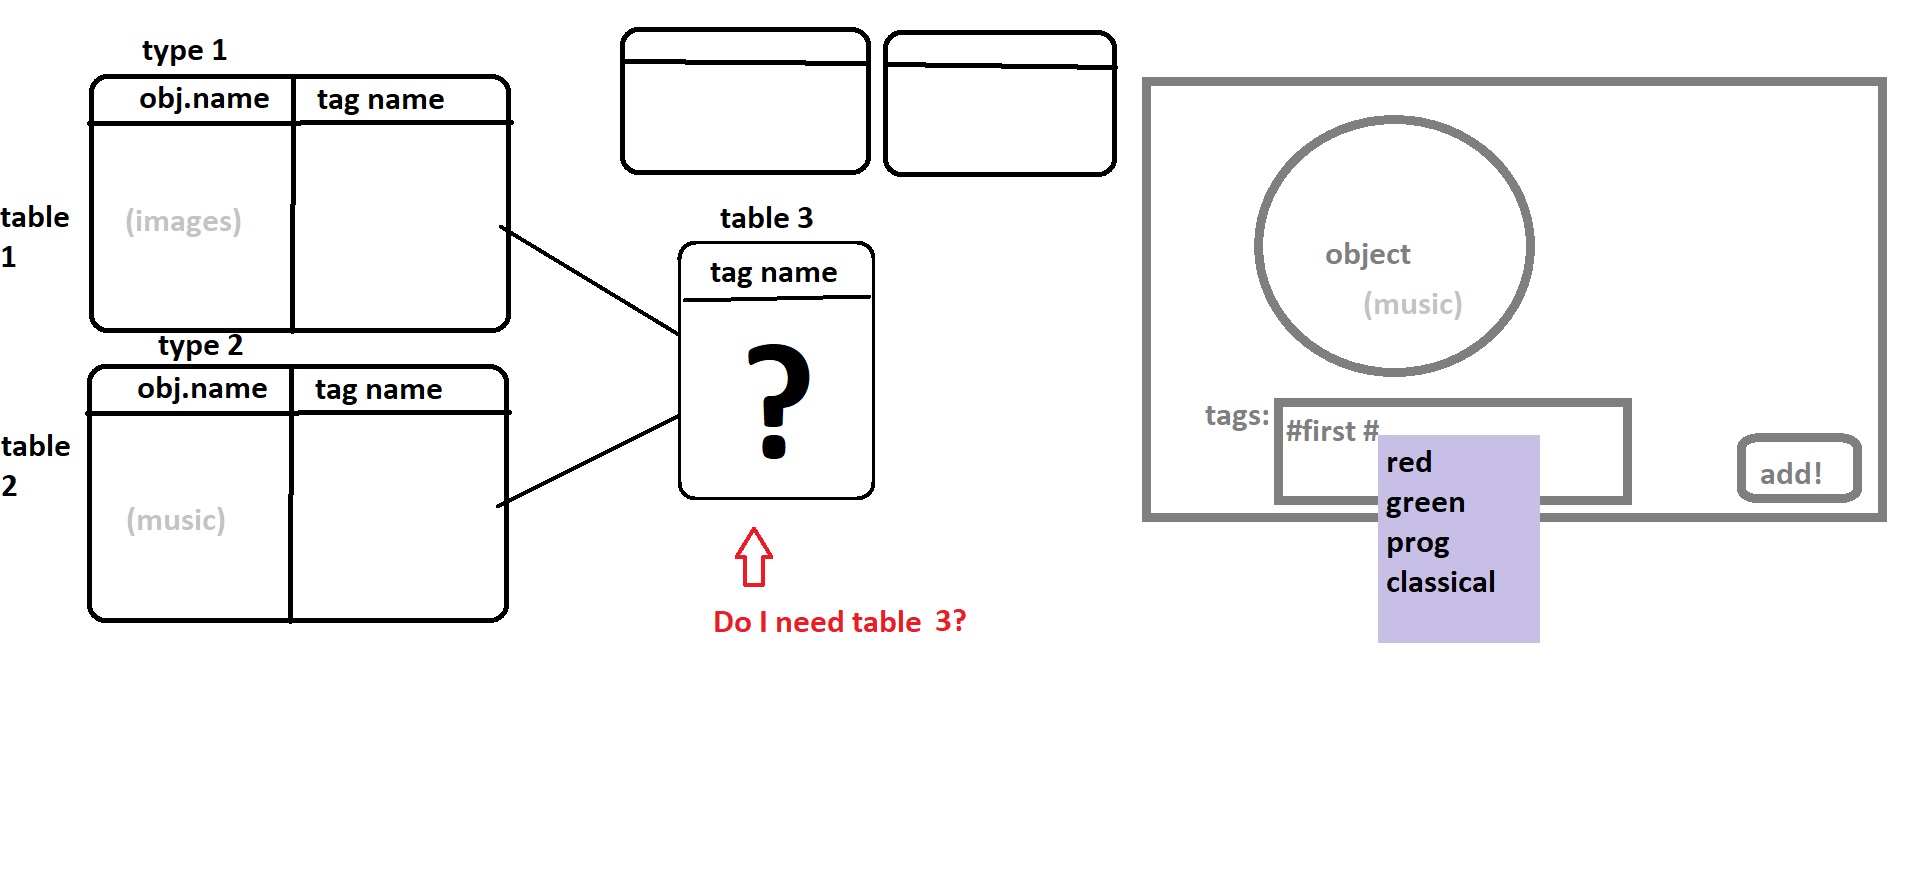 type 1
obj.name
tag name
table
1
(images)
type 2
obj.name
tag name
table
2
(music)
table 3
tag name
?
Do I need table 3?
object
(music)
tags:
#first #
red
green
prog
classical
add!